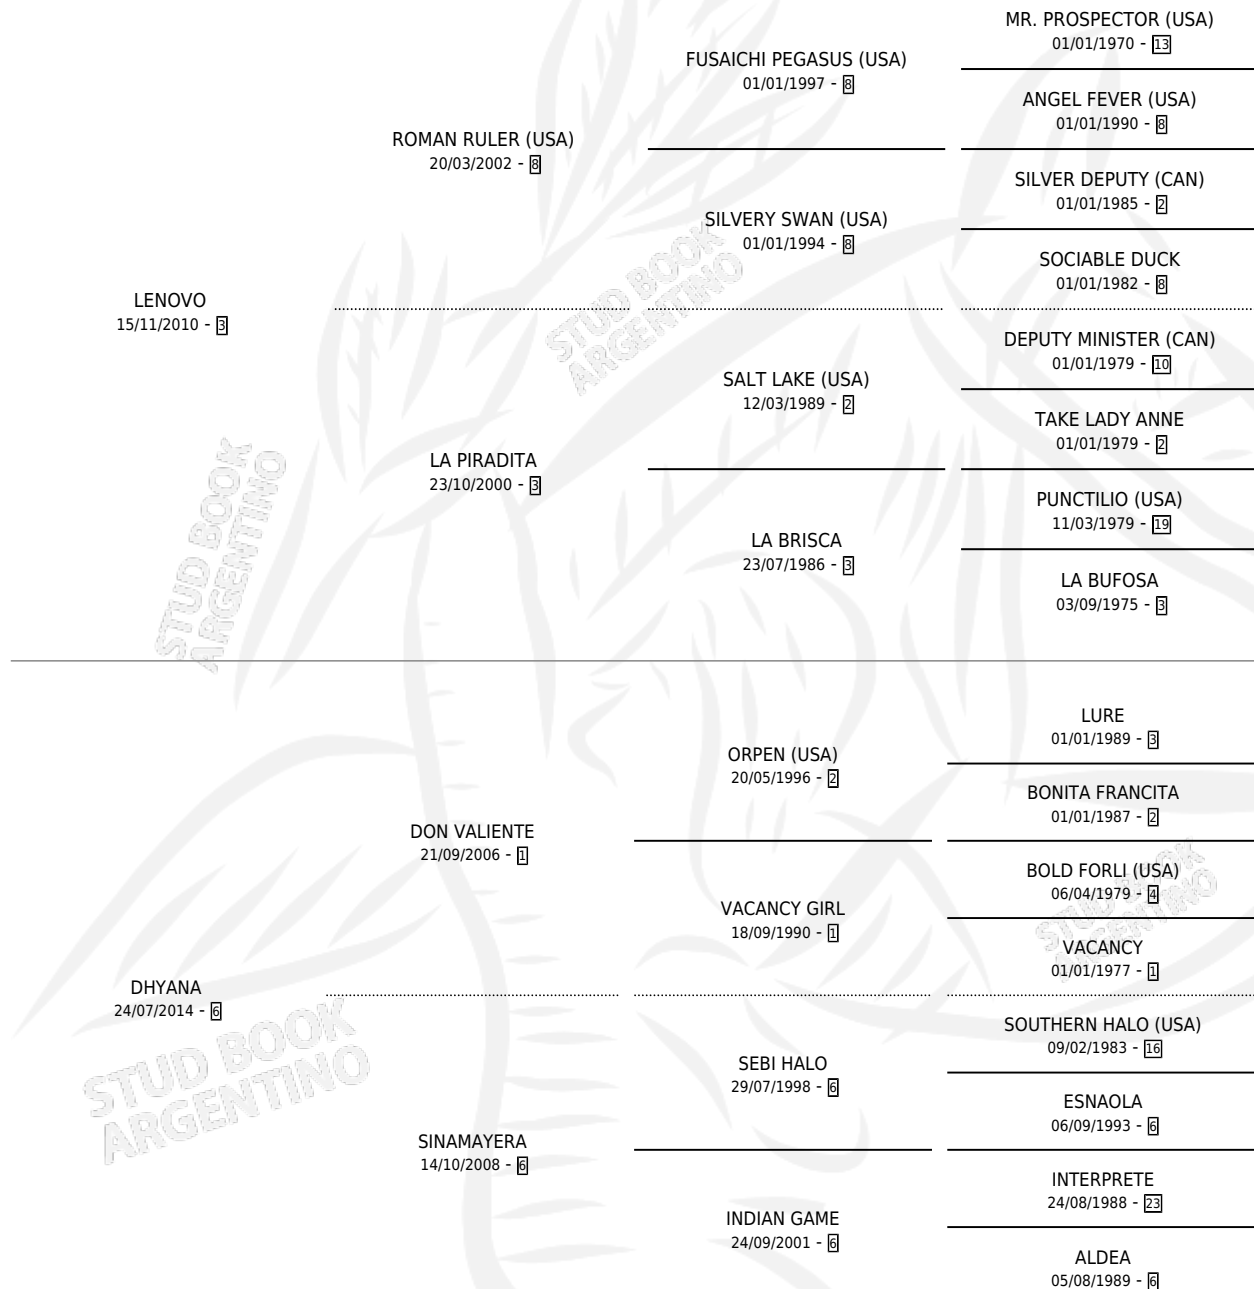 MR. PROSPECTOR (USA)
01/01/1970 - 13
FUSAICHI PEGASUS (USA)
01/01/1997 - 8
ANGEL FEVER (USA)
01/01/1990 - 8
ROMAN RULER (USA)
20/03/2002 - 8
SILVER DEPUTY (CAN)
01/01/1985 - 2
SILVERY SWAN (USA)
01/01/1994 - 8
SOCIABLE DUCK
01/01/1982 - 8
LENOVO
15/11/2010 - 3
DEPUTY MINISTER (CAN)
01/01/1979 - 10
SALT LAKE (USA)
12/03/1989 - 2
TAKE LADY ANNE
01/01/1979 - 2
LA PIRADITA
23/10/2000 - 3
PUNCTILIO (USA)
11/03/1979 - 19
LA BRISCA
23/07/1986 - 3
LA BUFOSA
03/09/1975 - 3
LURE
01/01/1989 - 3
ORPEN (USA)
20/05/1996 - 2
BONITA FRANCITA
01/01/1987 - 2
DON VALIENTE
21/09/2006 - 1
BOLD FORLI (USA)
06/04/1979 - 4
VACANCY GIRL
18/09/1990 - 1
VACANCY
01/01/1977 - 1
DHYANA
24/07/2014 - 6
SOUTHERN HALO (USA)
09/02/1983 - 16
SEBI HALO
29/07/1998 - 6
ESNAOLA
06/09/1993 - 6
SINAMAYERA
14/10/2008 - 6
INTERPRETE
24/08/1988 - 23
INDIAN GAME
24/09/2001 - 6
ALDEA
05/08/1989 - 6
STUD BOOK
ARGENTINO
STUD BOOK
ARGENTINO
STUD BOOK
ARGENTINO
STUD BOOK
ARGENTINO